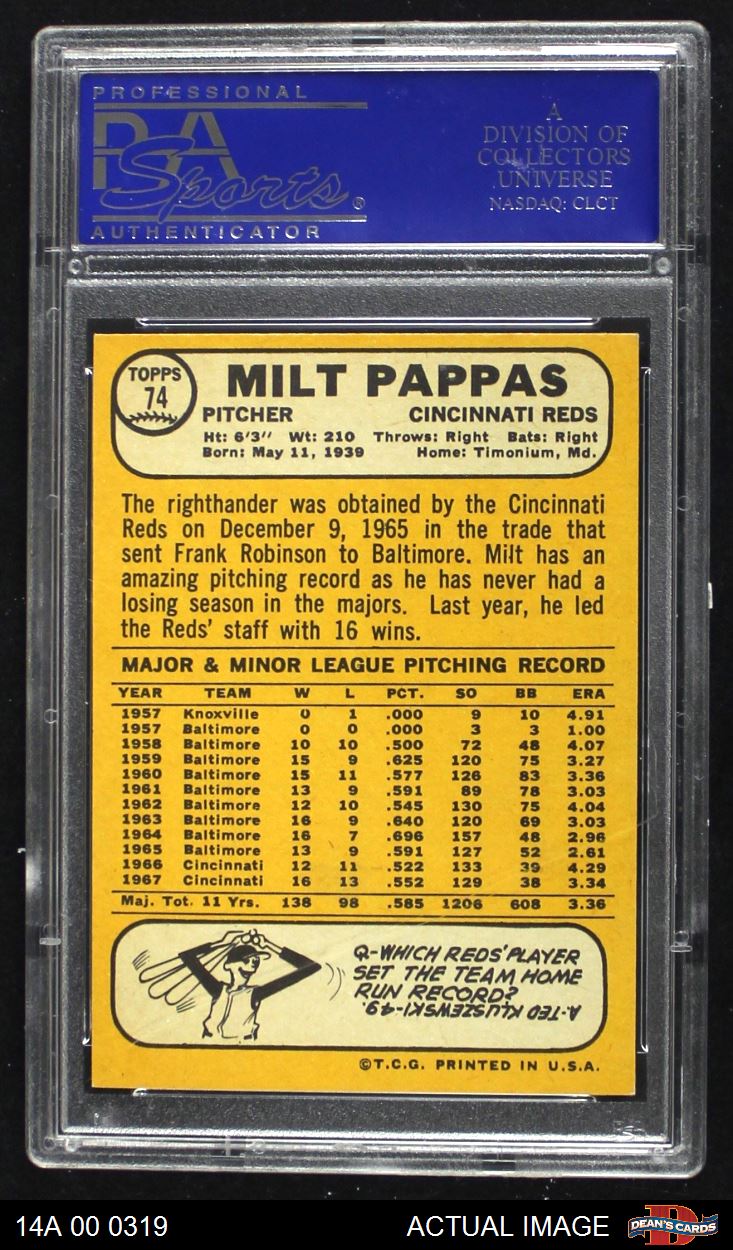 PROFESSIONAL
PSA
Sports®
AUTHENTICATOR
A
DIVISION OF
COLLECTORS
UNIVERSE
NASDAQ: CLCT
TOPPS
74
MILT PAPPAS
PITCHER CINCINNATI REDS
Ht: 6'3" Wt: 210 Throws: Right Bats: Right
Born: May 11, 1939 Home: Timonium, Md.
The righthander was obtained by the Cincinnati
Reds on December 9, 1965 in the trade that
sent Frank Robinson to Baltimore. Milt has an
amazing pitching record as he has never had a
losing season in the majors. Last year, he led
the Reds' staff with 16 wins.
MAJOR & MINOR LEAGUE PITCHING RECORD
YEAR TEAM W L PCT. SO BB ERA
1957 Knoxville 0 1 .000 9 10 4.91
1957 Baltimore 0 0 .000 3 3 1.00
1958 Baltimore 10 10 .500 72 48 4.07
1959 Baltimore 15 9 .625 120 75 3.27
1960 Baltimore 15 11 .577 126 83 3.36
1961 Baltimore 13 9 .591 89 78 3.03
1962 Baltimore 12 10 .545 130 75 4.04
1963 Baltimore 16 9 .640 120 69 3.03
1964 Baltimore 16 7 .696 157 48 2.96
1965 Baltimore 13 9 .591 127 52 2.61
1966 Cincinnati 12 11 .522 133 39 4.29
1967 Cincinnati 16 13 .552 129 38 3.34
Maj. Tot. 11 Yrs. 138 98 .585 1206 608 3.36
Q-WHICH REDS' PLAYER
SET THE TEAM HOME
RUN RECORD?
A-TED KLUSZEWSKI-49.
©T.C.G. PRINTED IN U.S.A.
14A 00 0319 ACTUAL IMAGE
DEAN'S CARDS